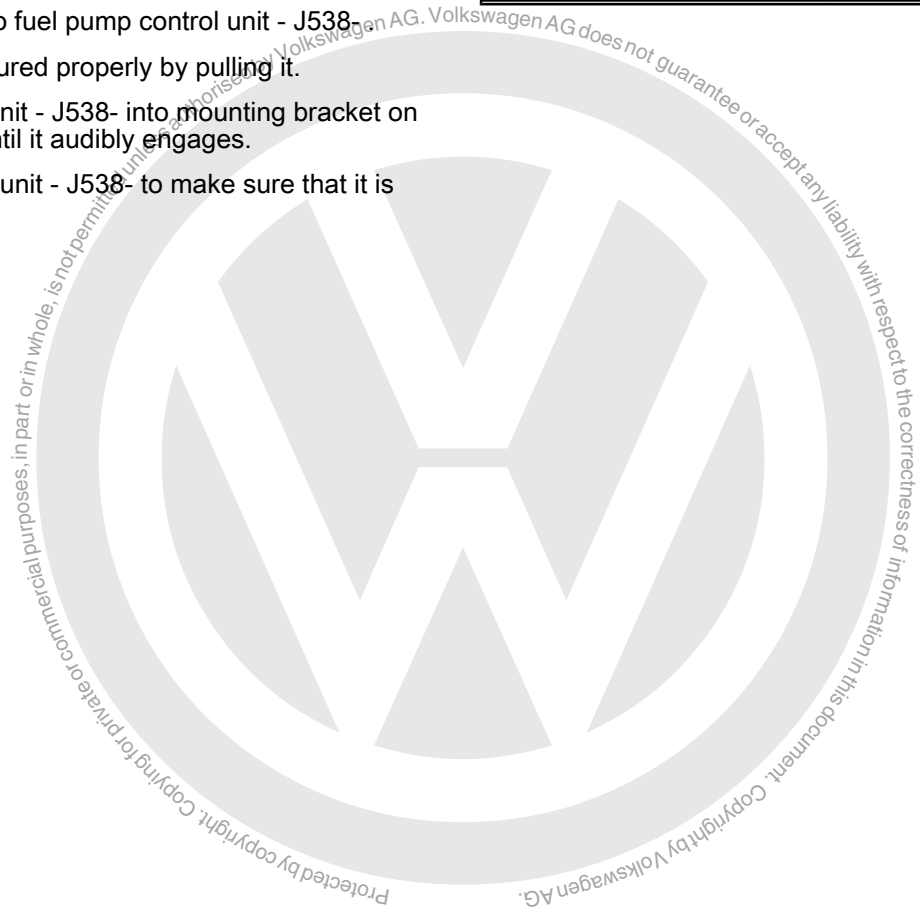 o fuel pump control unit - J538- .
ured properly by pulling it.
nit - J538- into mounting bracket on
ntil it audibly engages.
unit - J538- to make sure that it is
Protected by copyright. Copying for private or commercial purposes, in part or in whole, is not permitted unless authorised by Volkswagen AG. Volkswagen AG does not guarantee or accept any liability with respect to the correctness of information in this document. Copyright by Volkswagen AG.